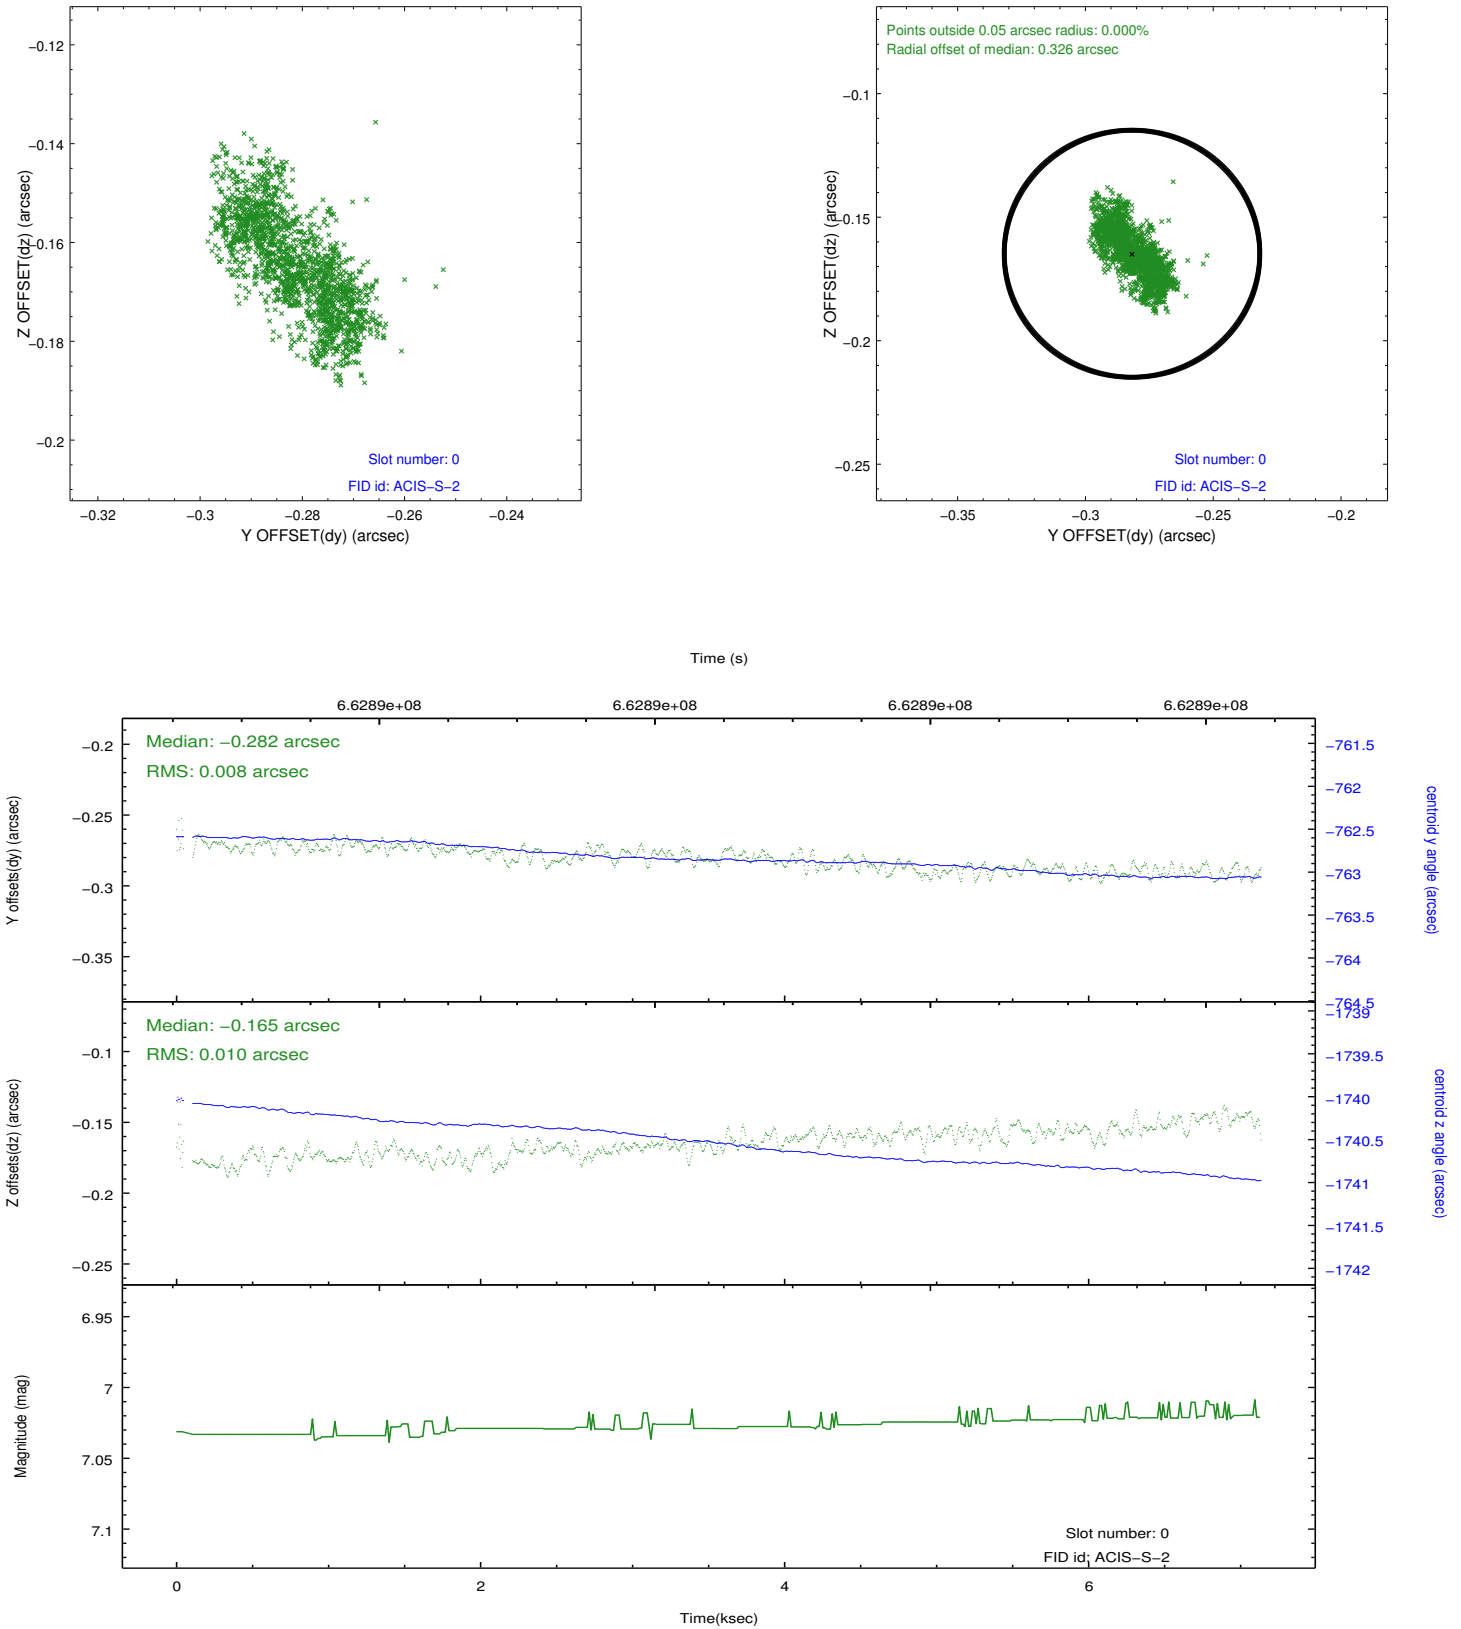 −0.12
−0.14
−0.16
−0.18
−0.2
Z OFFSET(dz) (arcsec)
Slot number: 0
FID id: ACIS−S−2
−0.32
−0.3
−0.28
−0.26
−0.24
Y OFFSET(dy) (arcsec)
Points outside 0.05 arcsec radius: 0.000%
Radial offset of median: 0.326 arcsec
−0.1
−0.15
−0.2
−0.25
Z OFFSET(dz) (arcsec)
Slot number: 0
FID id: ACIS−S−2
−0.35
−0.3
−0.25
−0.2
Y OFFSET(dy) (arcsec)
Time (s)
6.6289e+08
6.6289e+08
6.6289e+08
6.6289e+08
Median: −0.282 arcsec
RMS: 0.008 arcsec
−0.2
−0.25
−0.3
−0.35
Y offsets(dy) (arcsec)
−761.5
−762
−762.5
−763
−763.5
−764
−764.5
centroid y angle (arcsec)
Median: −0.165 arcsec
RMS: 0.010 arcsec
−0.1
−0.15
−0.2
−0.25
Z offsets(dz) (arcsec)
−1739
−1739.5
−1740
−1740.5
−1741
−1741.5
−1742
centroid z angle (arcsec)
6.95
7
7.05
7.1
Magnitude (mag)
Slot number: 0
FID id: ACIS−S−2
0
2
4
6
Time(ksec)